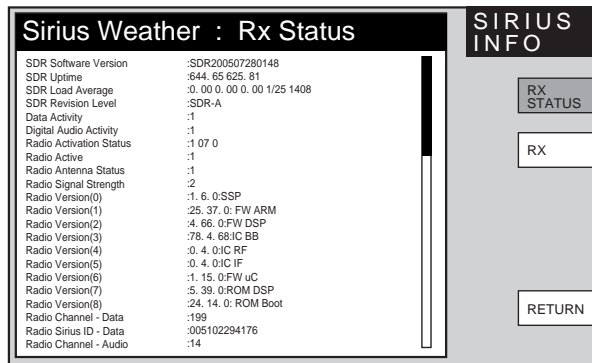 Sirius Weather : Rx Status
SDR Software Version :SDR200507280148
SDR Uptime :644. 65 625. 81
SDR Load Average :0. 00 0. 00 0. 00 1/25 1408
SDR Revision Level :SDR-A
Data Activity :1
Digital Audio Activity :1
Radio Activation Status :1 07 0
Radio Active :1
Radio Antenna Status :1
Radio Signal Strength :2
Radio Version(0) :1. 6. 0:SSP
Radio Version(1) :25. 37. 0: FW ARM
Radio Version(2) :4. 66. 0:FW DSP
Radio Version(3) :78. 4. 68:IC BB
Radio Version(4) :0. 4. 0:IC RF
Radio Version(5) :0. 4. 0:IC IF
Radio Version(6) :1. 15. 0:FW uC
Radio Version(7) :5. 39. 0:ROM DSP
Radio Version(8) :24. 14. 0: ROM Boot
Radio Channel - Data :199
Radio Sirius ID - Data :005102294176
Radio Channel - Audio :14
SIRIUS
INFO
RX
STATUS
RX
RETURN